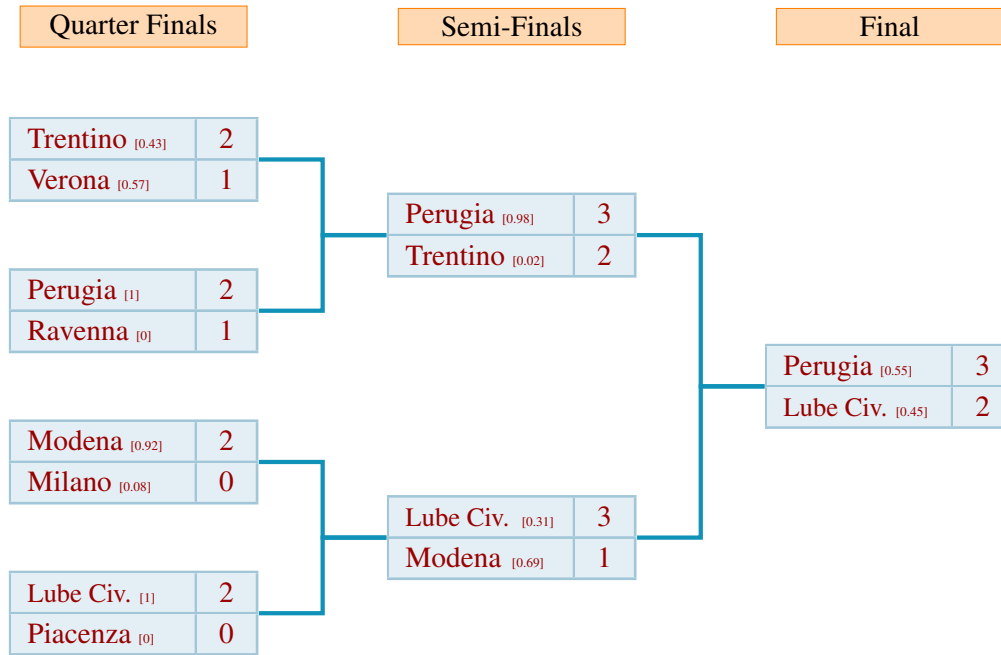 Quarter Finals
Semi-Finals
Final
Trentino [0.43] 2
Verona [0.57] 1
Perugia [1] 2
Ravenna [0] 1
Modena [0.92] 2
Milano [0.08] 0
Lube Civ. [1] 2
Piacenza [0] 0
Perugia [0.98] 3
Trentino [0.02] 2
Lube Civ. [0.31] 3
Modena [0.69] 1
Perugia [0.55] 3
Lube Civ. [0.45] 2